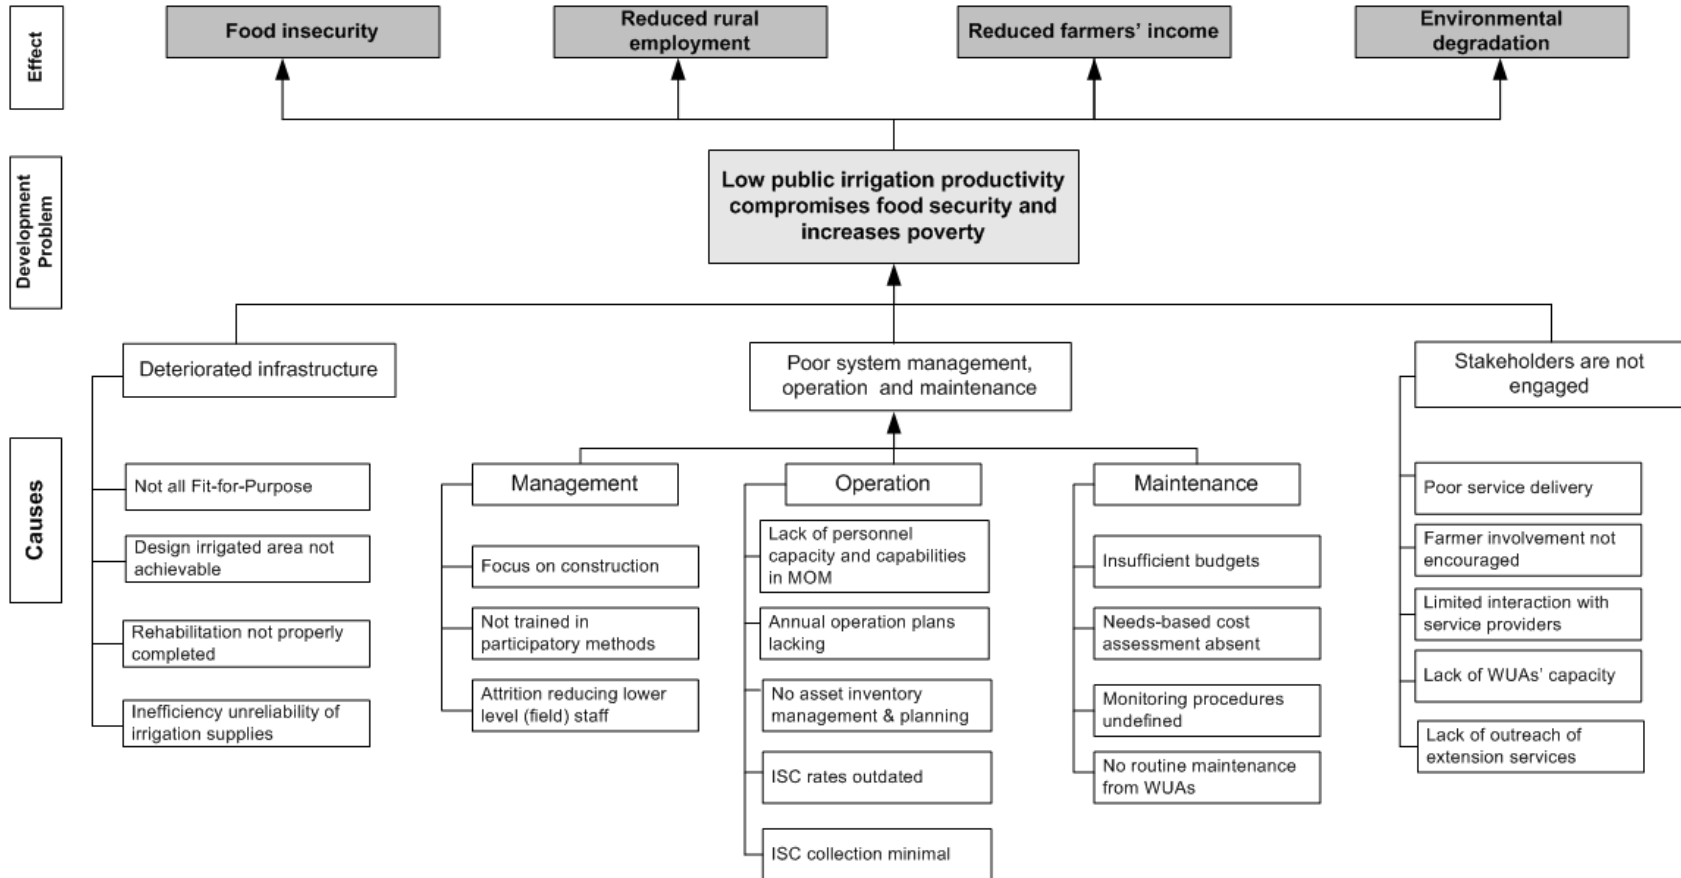 Effect
Food insecurity
Reduced rural
employment
Reduced farmers’ income
Environmental
degradation
Development
Problem
Low public irrigation productivity
compromises food security and
increases poverty
Causes
Deteriorated infrastructure
Poor system management,
operation and maintenance
Stakeholders are not
engaged
Not all Fit-for-Purpose
Design irrigated area not
achievable
Rehabilitation not properly
completed
Inefficiency unreliability of
irrigation supplies
Management
Focus on construction
Not trained in
participatory methods
Attrition reducing lower
level (field) staff
Operation
Lack of personnel
capacity and capabilities
in MOM
Annual operation plans
lacking
No asset inventory
management & planning
ISC rates outdated
ISC collection minimal
Maintenance
Insufficient budgets
Needs-based cost
assessment absent
Monitoring procedures
undefined
No routine maintenance
from WUAs
Poor service delivery
Farmer involvement not
encouraged
Limited interaction with
service providers
Lack of WUAs’ capacity
Lack of outreach of
extension services